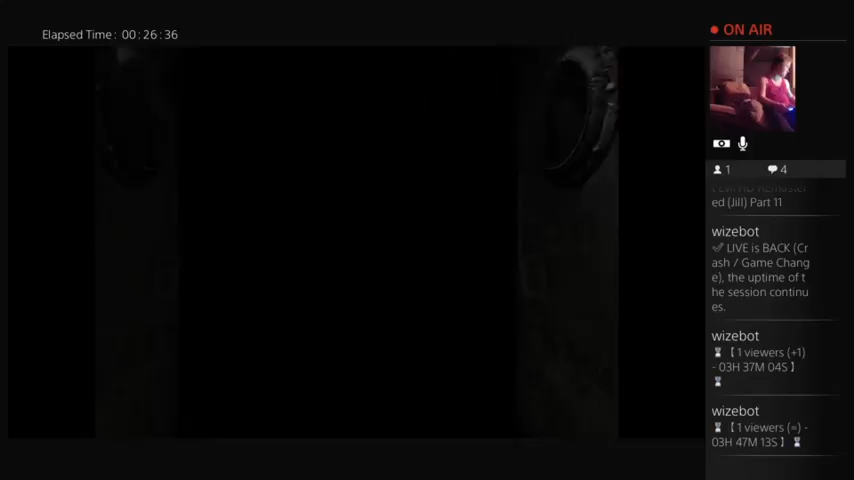 Elapsed Time : 00:26:36
ON AIR
1 4
ed (Jill) Part 11
wizebot
LIVE is BACK (Cr
ash / Game Chang
e), the uptime of t
he session continu
es.
wizebot
⌛【1 viewers (+1)
- 03H 37M 04S】
⌛
wizebot
⌛【1 viewers (=) -
03H 47M 13S】⌛